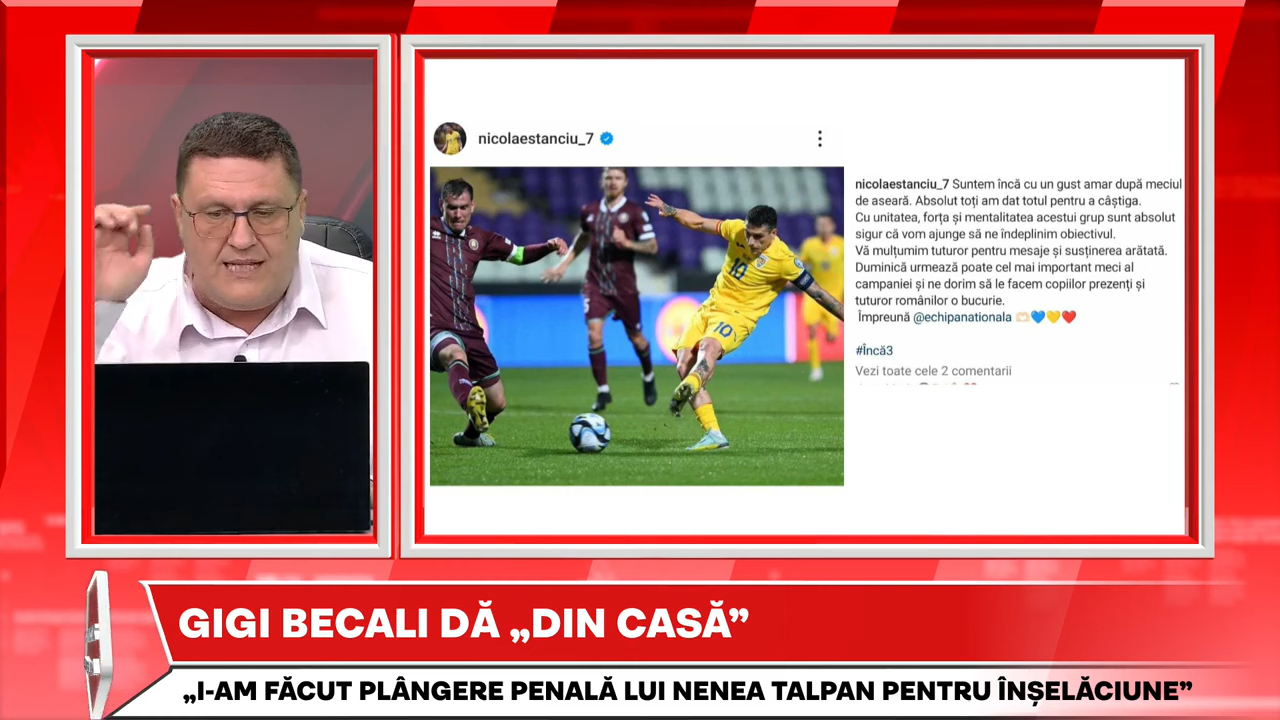 nicolaestanciu_7
nicolaestanciu_7 Suntem încă cu un gust amar după meciul
de aseară. Absolut toți am dat totul pentru a câștiga.
Cu unitatea, forța și mentalitatea acestui grup sunt absolut
sigur că vom ajunge să ne îndeplinim obiectivul.
Vă mulțumim tuturor pentru mesaje și susținerea arătată.
Duminică urmează poate cel mai important meci al
campaniei și ne dorim să le facem copiilor prezenți și
tuturor românilor o bucurie.
Împreună @echipanationala 🫶🏻💙💛❤️
#Încă3
Vezi toate cele 2 comentarii
10
10
GIGI BECALI DĂ „DIN CASĂ”
„I-AM FĂCUT PLÂNGERE PENALĂ LUI NENEA TALPAN PENTRU ÎNȘELĂCIUNE”